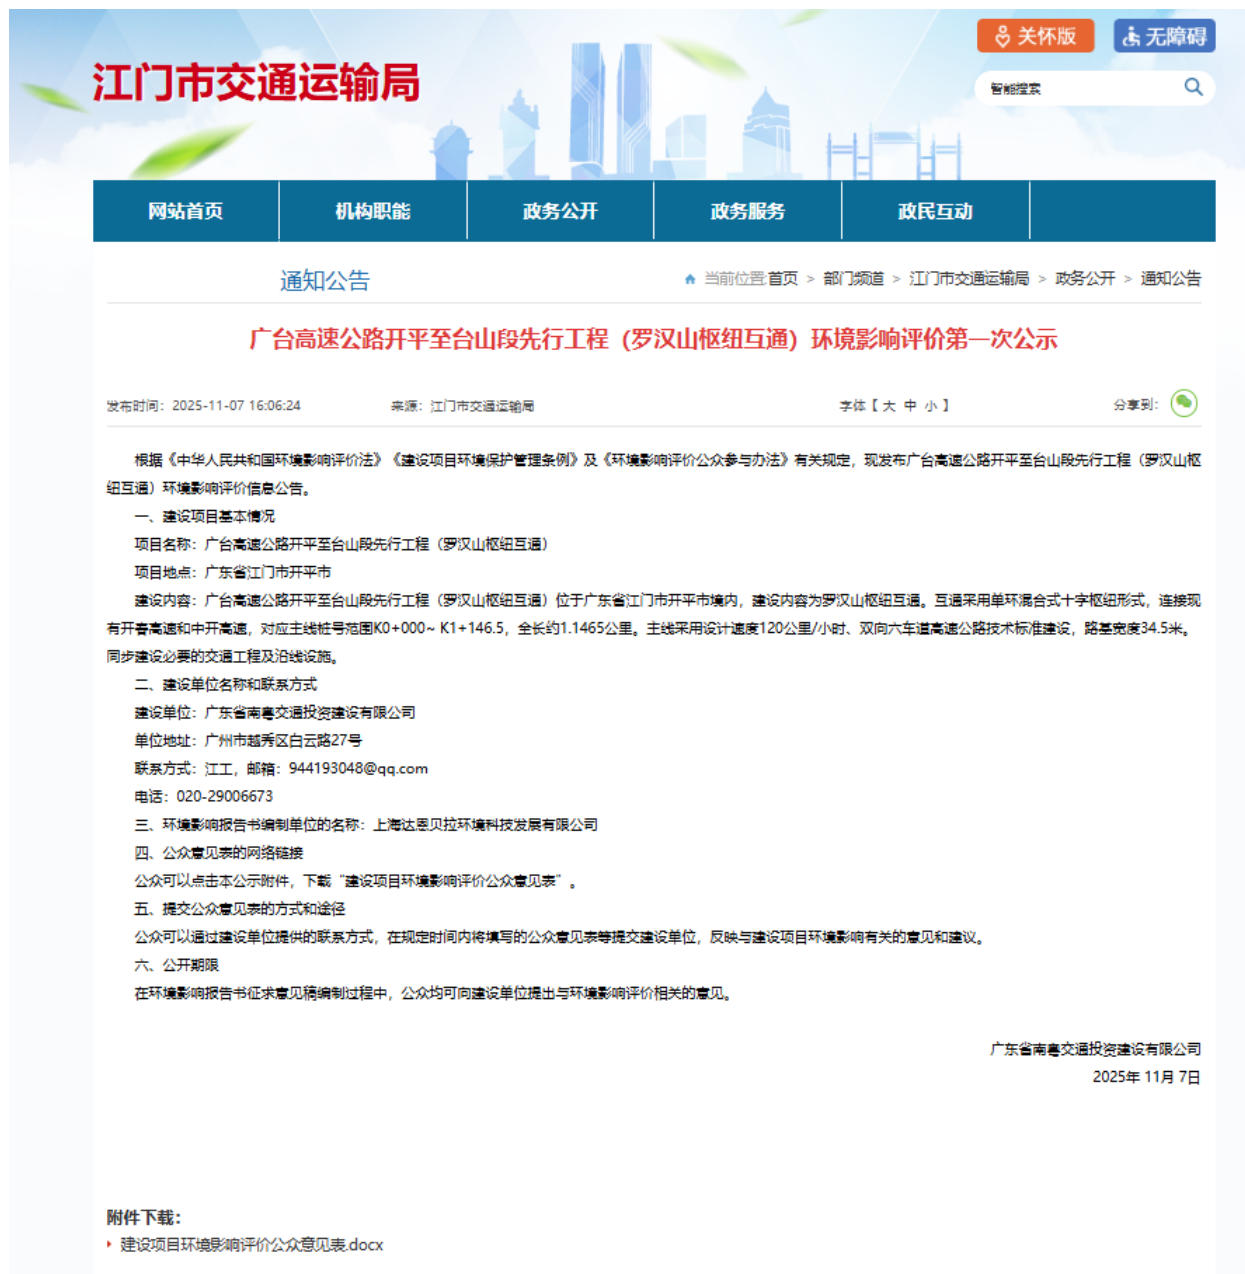 关怀版
无障碍
江门市交通运输局
智能搜索
网站首页 机构职能 政务公开 政务服务 政民互动
通知公告
当前位置:首页 > 部门频道 > 江门市交通运输局 > 政务公开 > 通知公告
广台高速公路开平至台山段先行工程（罗汉山枢纽互通）环境影响评价第一次公示
发布时间：2025-11-07 16:06:24 来源：江门市交通运输局 字体【 大 中 小 】 分享到：
根据《中华人民共和国环境影响评价法》《建设项目环境保护管理条例》及《环境影响评价公众参与办法》有关规定，现发布广台高速公路开平至台山段先行工程（罗汉山枢
纽互通）环境影响评价信息公告。
一、建设项目基本情况
项目名称：广台高速公路开平至台山段先行工程（罗汉山枢纽互通）
项目地点：广东省江门市开平市
建设内容：广台高速公路开平至台山段先行工程（罗汉山枢纽互通）位于广东省江门市开平市境内，建设内容为罗汉山枢纽互通。互通采用单环混合式十字枢纽形式，连接现
有开春高速和中开高速，对应主线桩号范围K0+000~ K1+146.5，全长约1.1465公里。主线采用设计速度120公里/小时、双向六车道高速公路技术标准建设，路基宽度34.5米。
同步建设必要的交通工程及沿线设施。
二、建设单位名称和联系方式
建设单位：广东省南粤交通投资建设有限公司
单位地址：广州市越秀区白云路27号
联系方式：江工，邮箱：944193048@qq.com
电话：020-29006673
三、环境影响报告书编制单位的名称：上海达恩贝拉环境科技发展有限公司
四、公众意见表的网络链接
公众可以点击本公示附件，下载“建设项目环境影响评价公众意见表”。
五、提交公众意见表的方式和途径
公众可以通过建设单位提供的联系方式，在规定时间内将填写的公众意见表等提交建设单位，反映与建设项目环境影响有关的意见和建议。
六、公开期限
在环境影响报告书征求意见稿编制过程中，公众均可向建设单位提出与环境影响评价相关的意见。
广东省南粤交通投资建设有限公司
2025年 11月 7日
附件下载：
建设项目环境影响评价公众意见表.docx